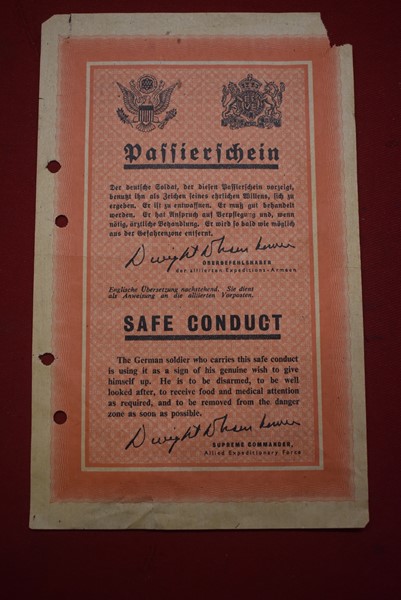 Passierschein
Der deutsche Soldat, der diesen Passierschein vorzeigt,
benutzt ihn als Zeichen seines ehrlichen Willens, sich zu
ergeben. Er ist zu entwaffnen. Er muß gut behandelt
werden. Er hat Anspruch auf Verpflegung und, wenn
nötig, ärztliche Behandlung. Er wird so bald wie möglich
aus der Gefahrenzone entfernt.
Dwight D Eisenhower
OBERBEFEHLSHABER
der alliierten Expeditions-Armeen
Englische Übersetzung nachstehend. Sie dient
als Anweisung an die alliierten Vorposten.
SAFE CONDUCT
The German soldier who carries this safe conduct
is using it as a sign of his genuine wish to give
himself up. He is to be disarmed, to be well
looked after, to receive food and medical attention
as required, and to be removed from the danger
zone as soon as possible.
Dwight D Eisenhower
SUPREME COMMANDER,
Allied Expeditionary Force